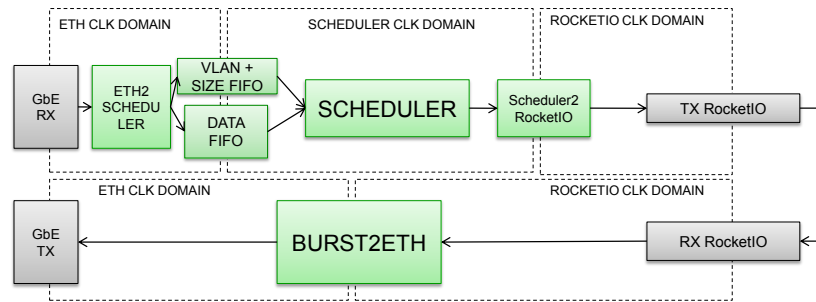 ETH CLK DOMAIN
SCHEDULER CLK DOMAIN
ROCKETIO CLK DOMAIN
GbE
RX
ETH2
SCHEDU
LER
VLAN +
SIZE FIFO
DATA
FIFO
SCHEDULER
Scheduler2
RocketIO
TX RocketIO
ETH CLK DOMAIN
ROCKETIO CLK DOMAIN
GbE
TX
BURST2ETH
RX RocketIO